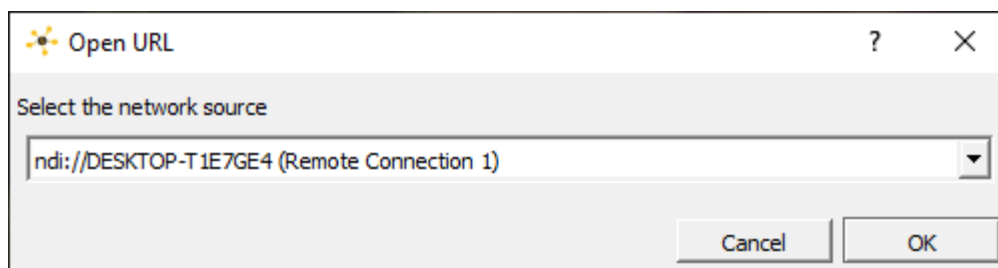 Open URL
?
Select the network source
ndi://DESKTOP-T1E7GE4 (Remote Connection 1)
Cancel
OK